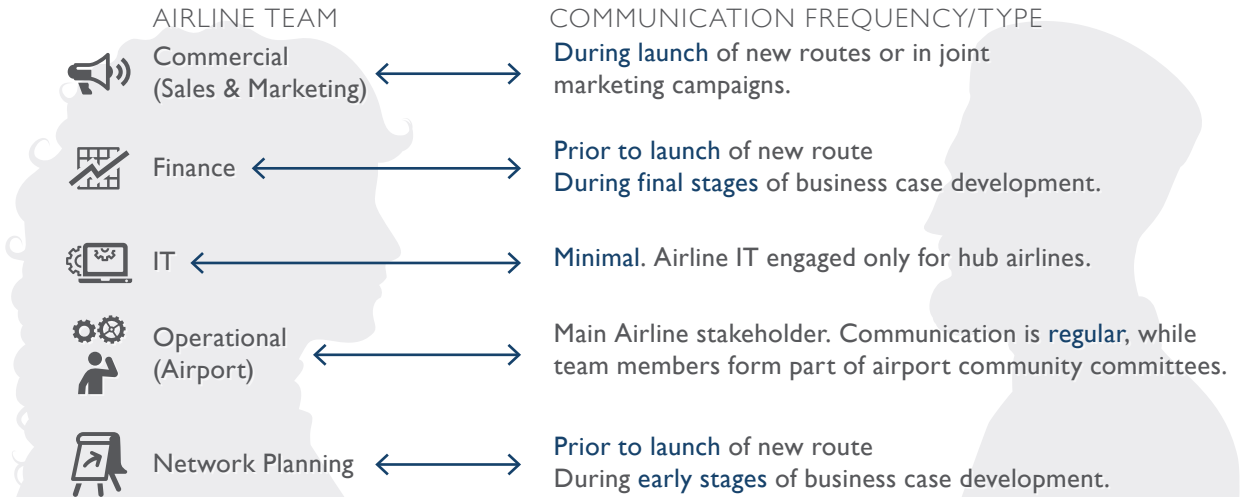 AIRLINE TEAM
COMMUNICATION FREQUENCY/TYPE
Commercial
(Sales & Marketing)
During launch of new routes or in joint
marketing campaigns.
Finance
Prior to launch of new route
During final stages of business case development.
IT
Minimal. Airline IT engaged only for hub airlines.
Operational
(Airport)
Main Airline stakeholder. Communication is regular, while
team members form part of airport community committees.
Network Planning
Prior to launch of new route
During early stages of business case development.